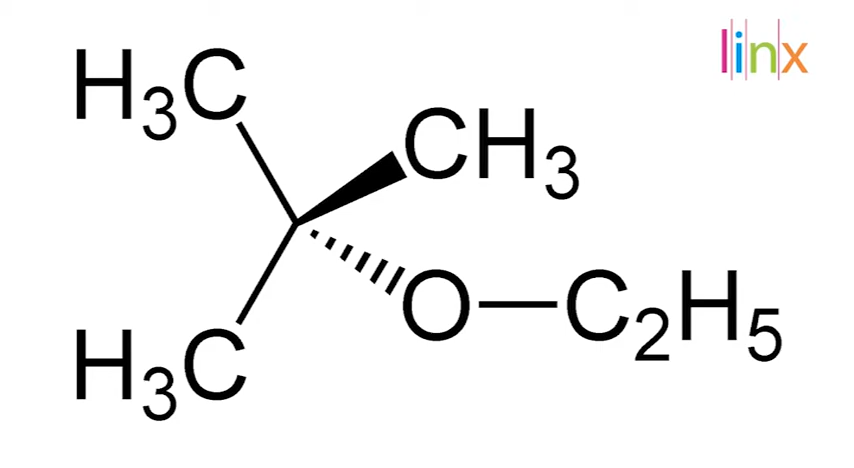 linx
H₃C
CH₃
O—C₂H₅
H₃C